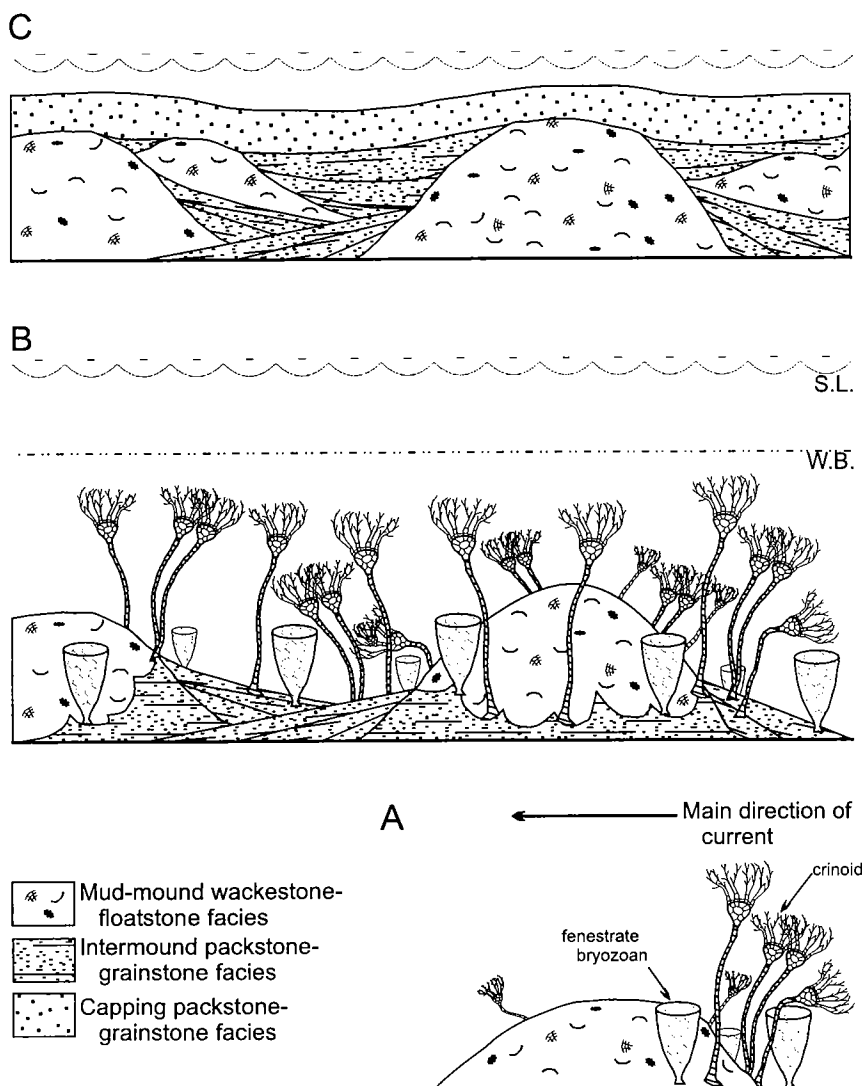 C
B
S.L.
W.B.
A
Main direction of
current
crinoid
fenestrate
bryozoan
Mud-mound wackestone-
floatstone facies
Intermound packstone-
grainstone facies
Capping packstone-
grainstone facies